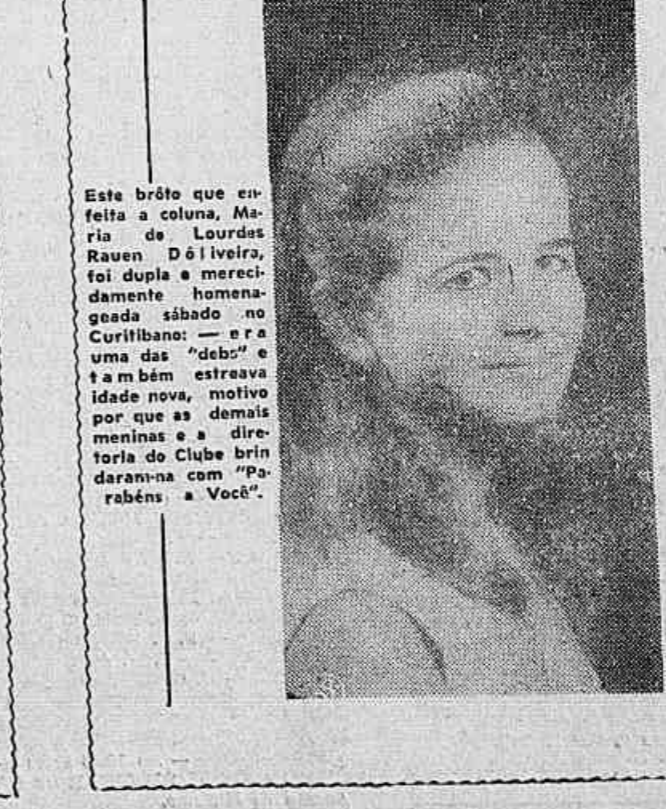 Este brôto que en-
feita a coluna, Ma-
ria de Lourdes
Rauen Dôliveira,
foi dupla e mereci-
damente homena-
geada sábado no
Curitibano: — era
uma das "debs" e
também estreava
idade nova, motivo
por que as demais
meninas e a dire-
toria do Clube brin
daram-na com "Pa-
rabéns a Você".